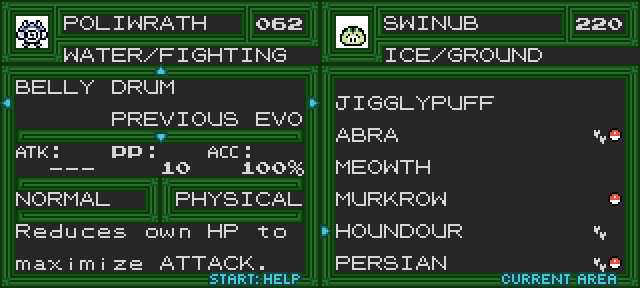 POLIWRATH 062
WATER/FIGHTING
BELLY DRUM
PREVIOUS EVO
ATK: PP: ACC:
--- 10 100%
NORMAL PHYSICAL
Reduces own HP to
maximize ATTACK.
START: HELP
SWINUB 220
ICE/GROUND
JIGGLYPUFF
ABRA
MEOWTH
MURKROW
HOUNDOUR
PERSIAN
CURRENT AREA